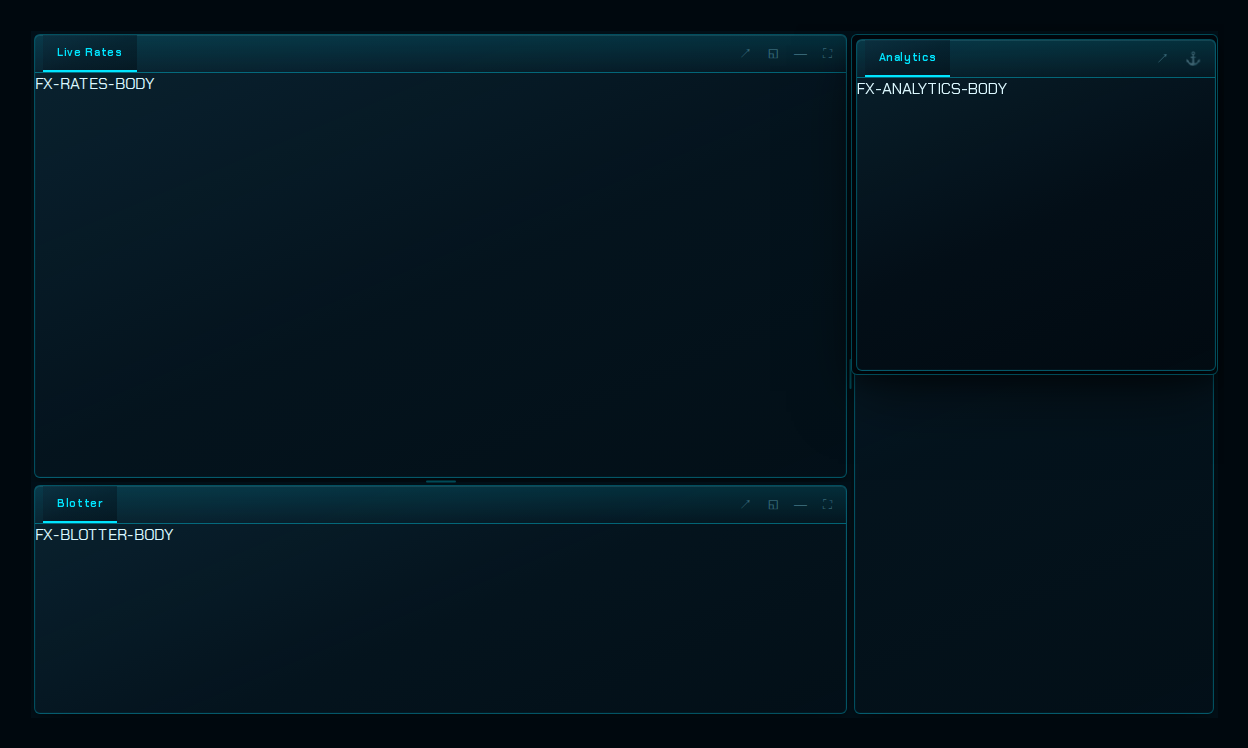 Live Rates
FX-RATES-BODY
Analytics
FX-ANALYTICS-BODY
Blotter
FX-BLOTTER-BODY